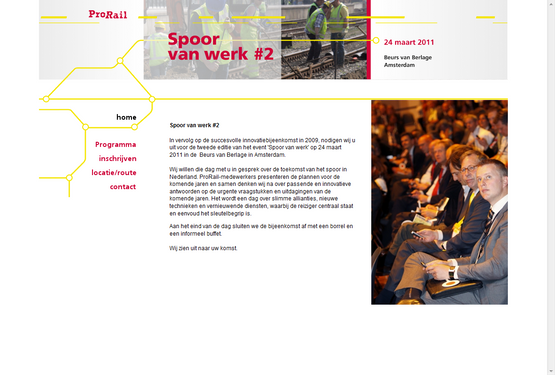 ProRail
Spoor
van werk #2
24 maart 2011
Beurs van Berlage
Amsterdam
home
Programma
inschrijven
locatie/route
contact
Spoor van werk #2
In vervolg op de succesvolle innovatiebijeenkomst in 2009, nodigen wij u
uit voor de tweede editie van het event 'Spoor van werk' op 24 maart
2011 in de Beurs van Berlage in Amsterdam.
Wij willen die dag met u in gesprek over de toekomst van het spoor in
Nederland. ProRail-medewerkers presenteren de plannen voor de
komende jaren en samen denken wij na over passende en innovatieve
antwoorden op de urgente vraagstukken en uitdagingen van de
komende jaren. Het wordt een dag over slimme allianties, nieuwe
technieken en vernieuwende diensten, waarbij de reiziger centraal staat
en eenvoud het sleutelbegrip is.
Aan het eind van de dag sluiten we de bijeenkomst af met een borrel en
een informeel buffet.
Wij zien uit naar uw komst.